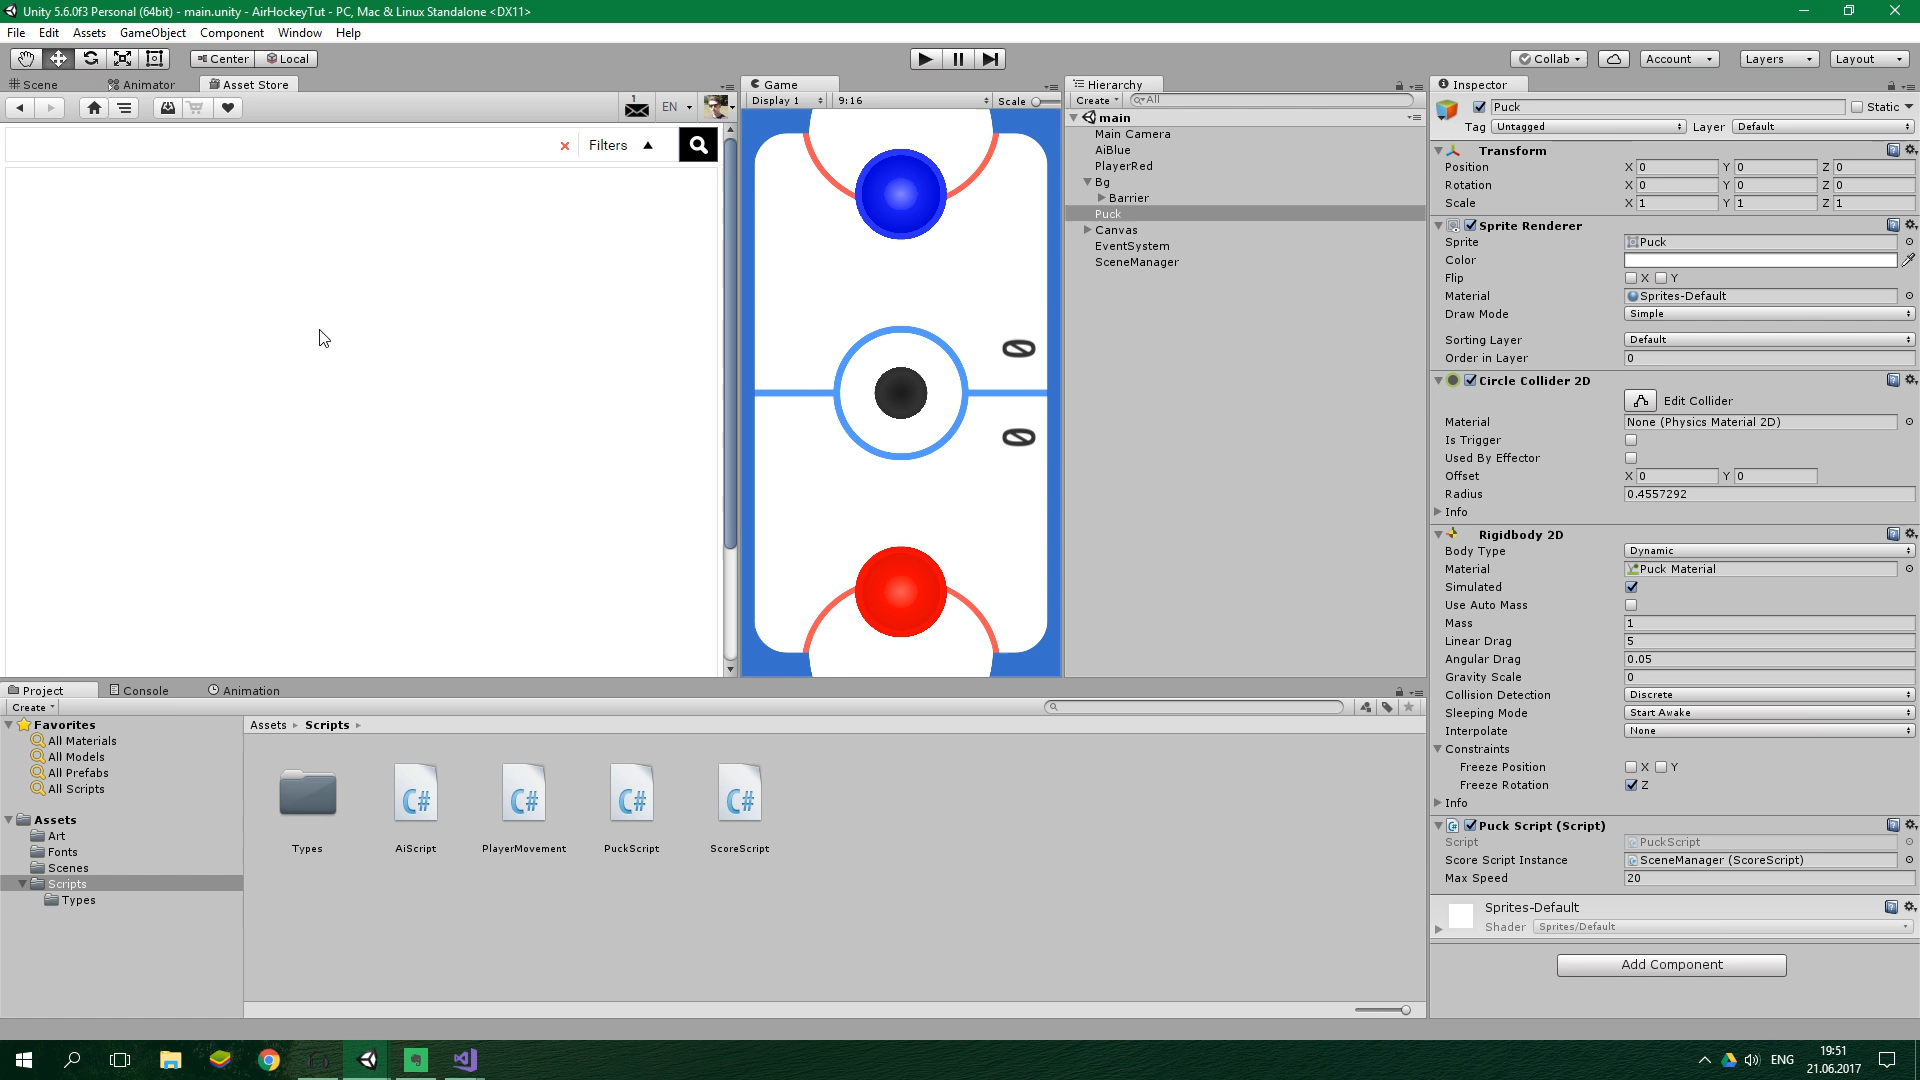 Unity 5.6.0f3 Personal (64bit) - main.unity - AirHockeyTut - PC, Mac & Linux Standalone <DX11>
File Edit Assets GameObject Component Window Help
Center Local Collab Account Layers Layout
Scene Animator Asset Store
1 EN
Filters
Game
Display 1 9:16 Scale
0
0
Hierarchy
Create All
main
Main Camera
AiBlue
PlayerRed
Bg
Barrier
Puck
Canvas
EventSystem
SceneManager
Inspector
Puck Static
Tag Untagged Layer Default
Transform
Position X 0 Y 0 Z 0
Rotation X 0 Y 0 Z 0
Scale X 1 Y 1 Z 1
Sprite Renderer
Sprite Puck
Color
Flip X Y
Material Sprites-Default
Draw Mode Simple
Sorting Layer Default
Order in Layer 0
Circle Collider 2D
Edit Collider
Material None (Physics Material 2D)
Is Trigger
Used By Effector
Offset X 0 Y 0
Radius 0.4557292
Info
Rigidbody 2D
Body Type Dynamic
Material Puck Material
Simulated
Use Auto Mass
Mass 1
Linear Drag 5
Angular Drag 0.05
Gravity Scale 0
Collision Detection Discrete
Sleeping Mode Start Awake
Interpolate None
Constraints
Freeze Position X Y
Freeze Rotation Z
Info
Puck Script (Script)
Script PuckScript
Score Script Instance SceneManager (ScoreScript)
Max Speed 20
Sprites-Default
Shader Sprites/Default
Add Component
Project Console Animation
Create
Favorites
All Materials
All Models
All Prefabs
All Scripts
Assets
Art
Fonts
Scenes
Scripts
Types
Assets Scripts
C# C# C# C#
Types AiScript PlayerMovement PuckScript ScoreScript
ENG
19:51
21.06.2017